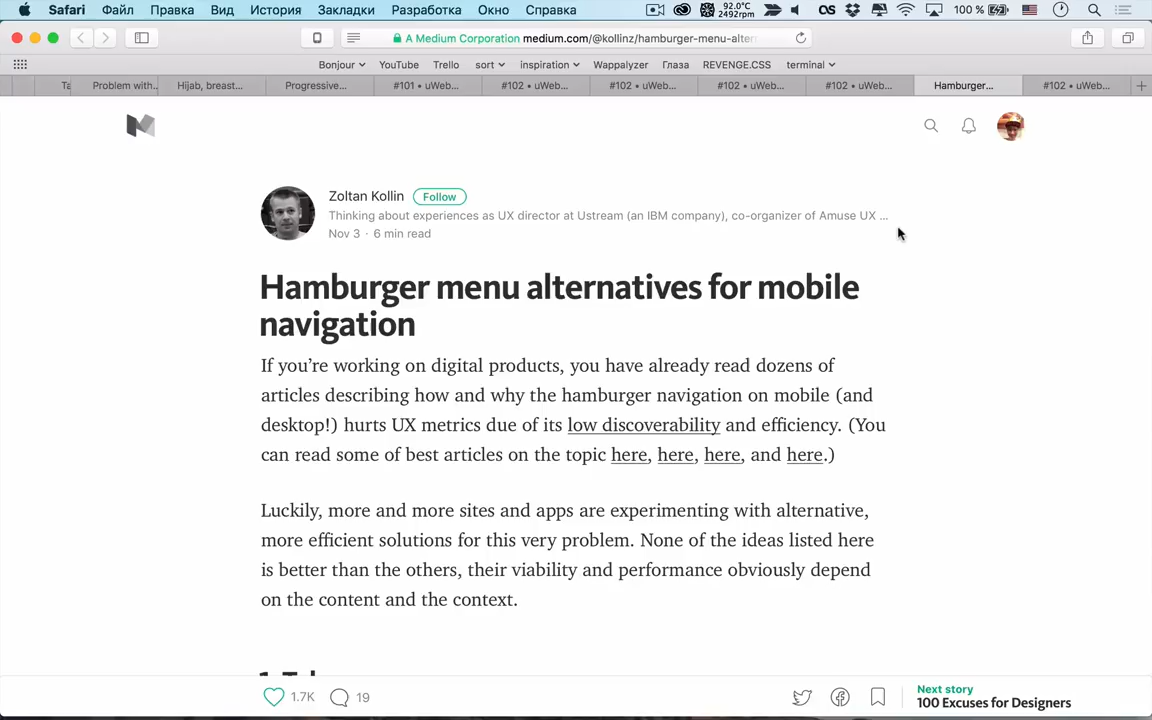 Safari Файл Правка Вид История Закладки Разработка Окно Справка 92.0°C 2492rpm 100 %
A Medium Corporation medium.com/@kollinz/hamburger-menu-alter
Bonjour YouTube Trello sort inspiration Wappalyzer Глаза REVENGE.CSS terminal
Ta Problem with... Hijab, breast... Progressive... #101 • uWeb... #102 • uWeb... #102 • uWeb... #102 • uWeb... #102 • uWeb... Hamburger... #102 • uWeb...
Zoltan Kollin Follow
Thinking about experiences as UX director at Ustream (an IBM company), co-organizer of Amuse UX ...
Nov 3 · 6 min read
Hamburger menu alternatives for mobile
navigation
If you’re working on digital products, you have already read dozens of
articles describing how and why the hamburger navigation on mobile (and
desktop!) hurts UX metrics due of its low discoverability and efficiency. (You
can read some of best articles on the topic here, here, here, and here.)
Luckily, more and more sites and apps are experimenting with alternative,
more efficient solutions for this very problem. None of the ideas listed here
is better than the others, their viability and performance obviously depend
on the content and the context.
1.7K 19
Next story
100 Excuses for Designers